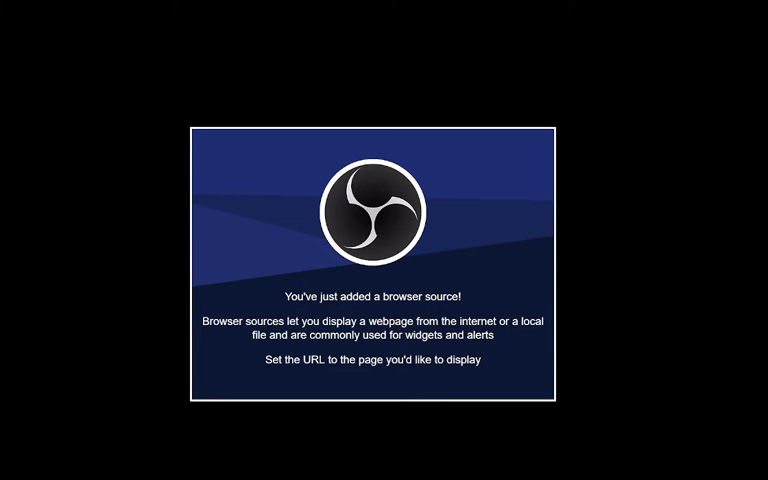 You've just added a browser source!
Browser sources let you display a webpage from the internet or a local
file and are commonly used for widgets and alerts
Set the URL to the page you'd like to display